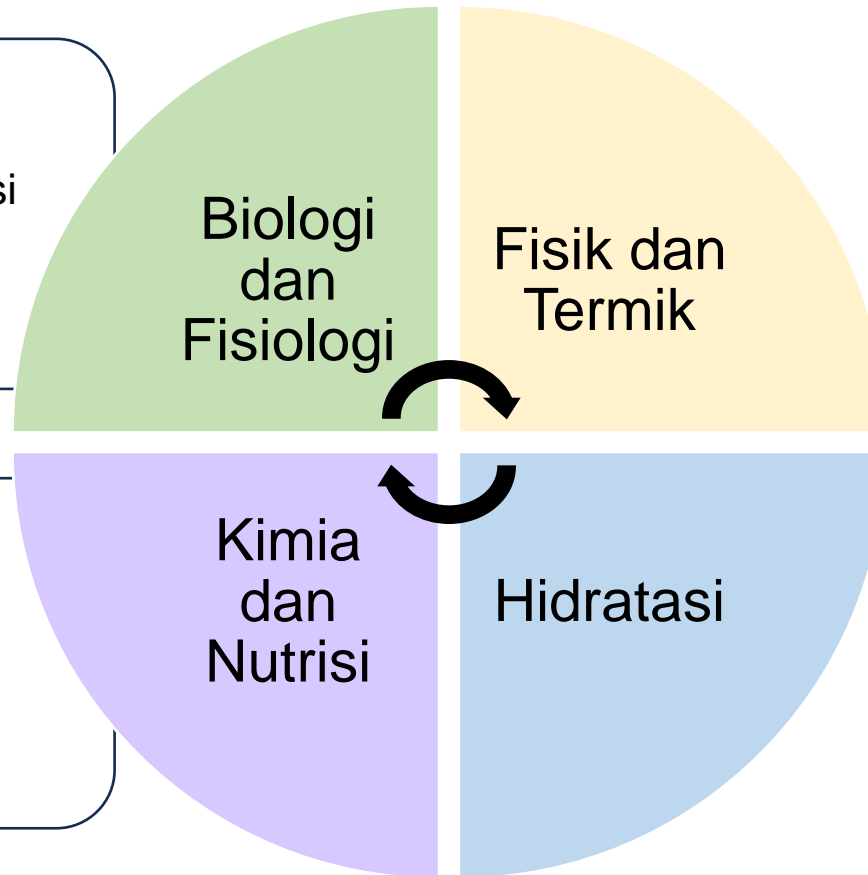 Biologi
dan
Fisiologi
Fisik dan
Termik
Kimia
dan
Nutrisi
Hidratasi